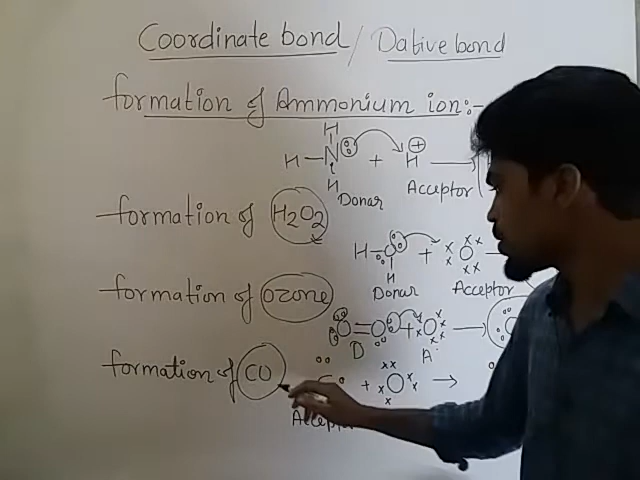 Coordinate bond / Dative bond
formation of Ammonium ion:-
H
H - N + H ⊕ →
H Donar Acceptor
formation of H2O2
H - O + O
H
Donar Acceptor
formation of ozone
O = O + O →
D A
formation of CO + O →
Acceptor